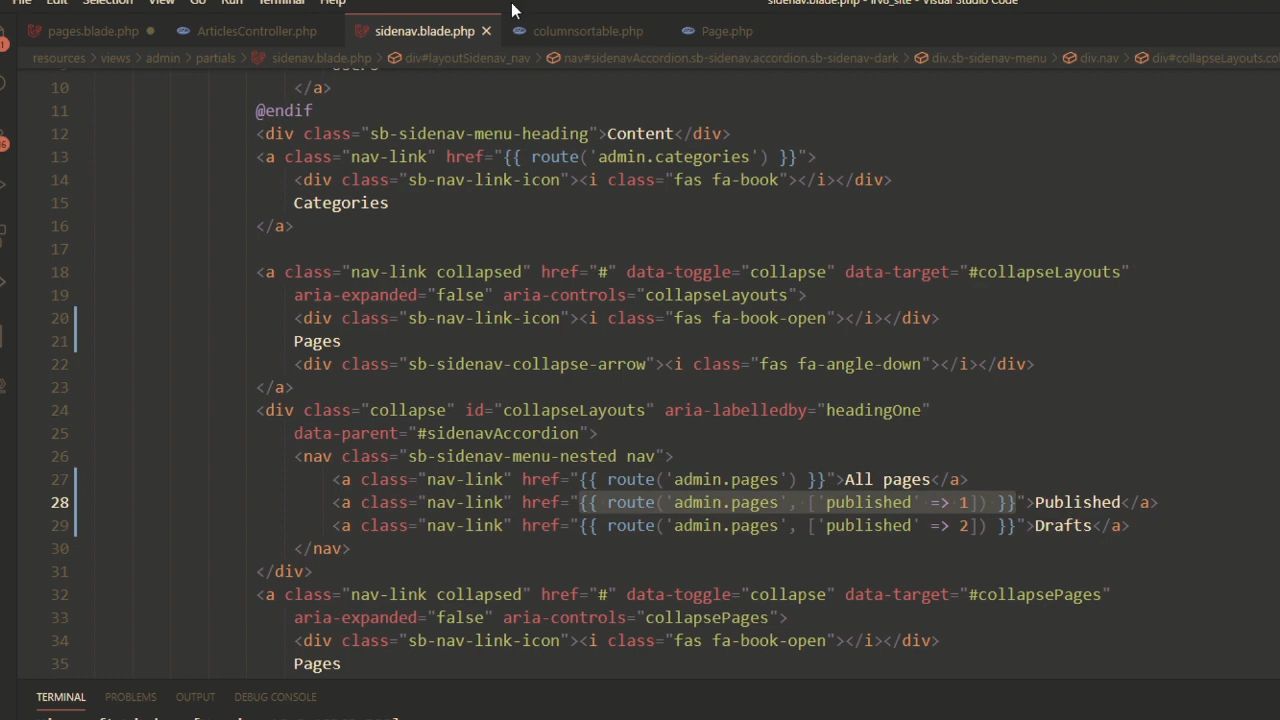 File Edit Selection View Go Run Terminal Help sidenav.blade.php - lrv8_site - Visual Studio Code
pages.blade.php ArticlesController.php sidenav.blade.php columnsortable.php Page.php
resources > views > admin > partials > sidenav.blade.php > div#layoutSidenav_nav > nav#sidenavAccordion.sb-sidenav.accordion.sb-sidenav-dark > div.sb-sidenav-menu > div.nav > div#collapseLayouts.co
10 </a>
11 @endif
12 <div class="sb-sidenav-menu-heading">Content</div>
13 <a class="nav-link" href="{{ route('admin.categories') }}">
14 <div class="sb-nav-link-icon"><i class="fas fa-book"></i></div>
15 Categories
16 </a>
17
18 <a class="nav-link collapsed" href="#" data-toggle="collapse" data-target="#collapseLayouts"
19 aria-expanded="false" aria-controls="collapseLayouts">
20 <div class="sb-nav-link-icon"><i class="fas fa-book-open"></i></div>
21 Pages
22 <div class="sb-sidenav-collapse-arrow"><i class="fas fa-angle-down"></i></div>
23 </a>
24 <div class="collapse" id="collapseLayouts" aria-labelledby="headingOne"
25 data-parent="#sidenavAccordion">
26 <nav class="sb-sidenav-menu-nested nav">
27 <a class="nav-link" href="{{ route('admin.pages') }}">All pages</a>
28 <a class="nav-link" href="{{ route('admin.pages', ['published' => 1]) }}">Published</a>
29 <a class="nav-link" href="{{ route('admin.pages', ['published' => 2]) }}">Drafts</a>
30 </nav>
31 </div>
32 <a class="nav-link collapsed" href="#" data-toggle="collapse" data-target="#collapsePages"
33 aria-expanded="false" aria-controls="collapsePages">
34 <div class="sb-nav-link-icon"><i class="fas fa-book-open"></i></div>
35 Pages
TERMINAL PROBLEMS OUTPUT DEBUG CONSOLE